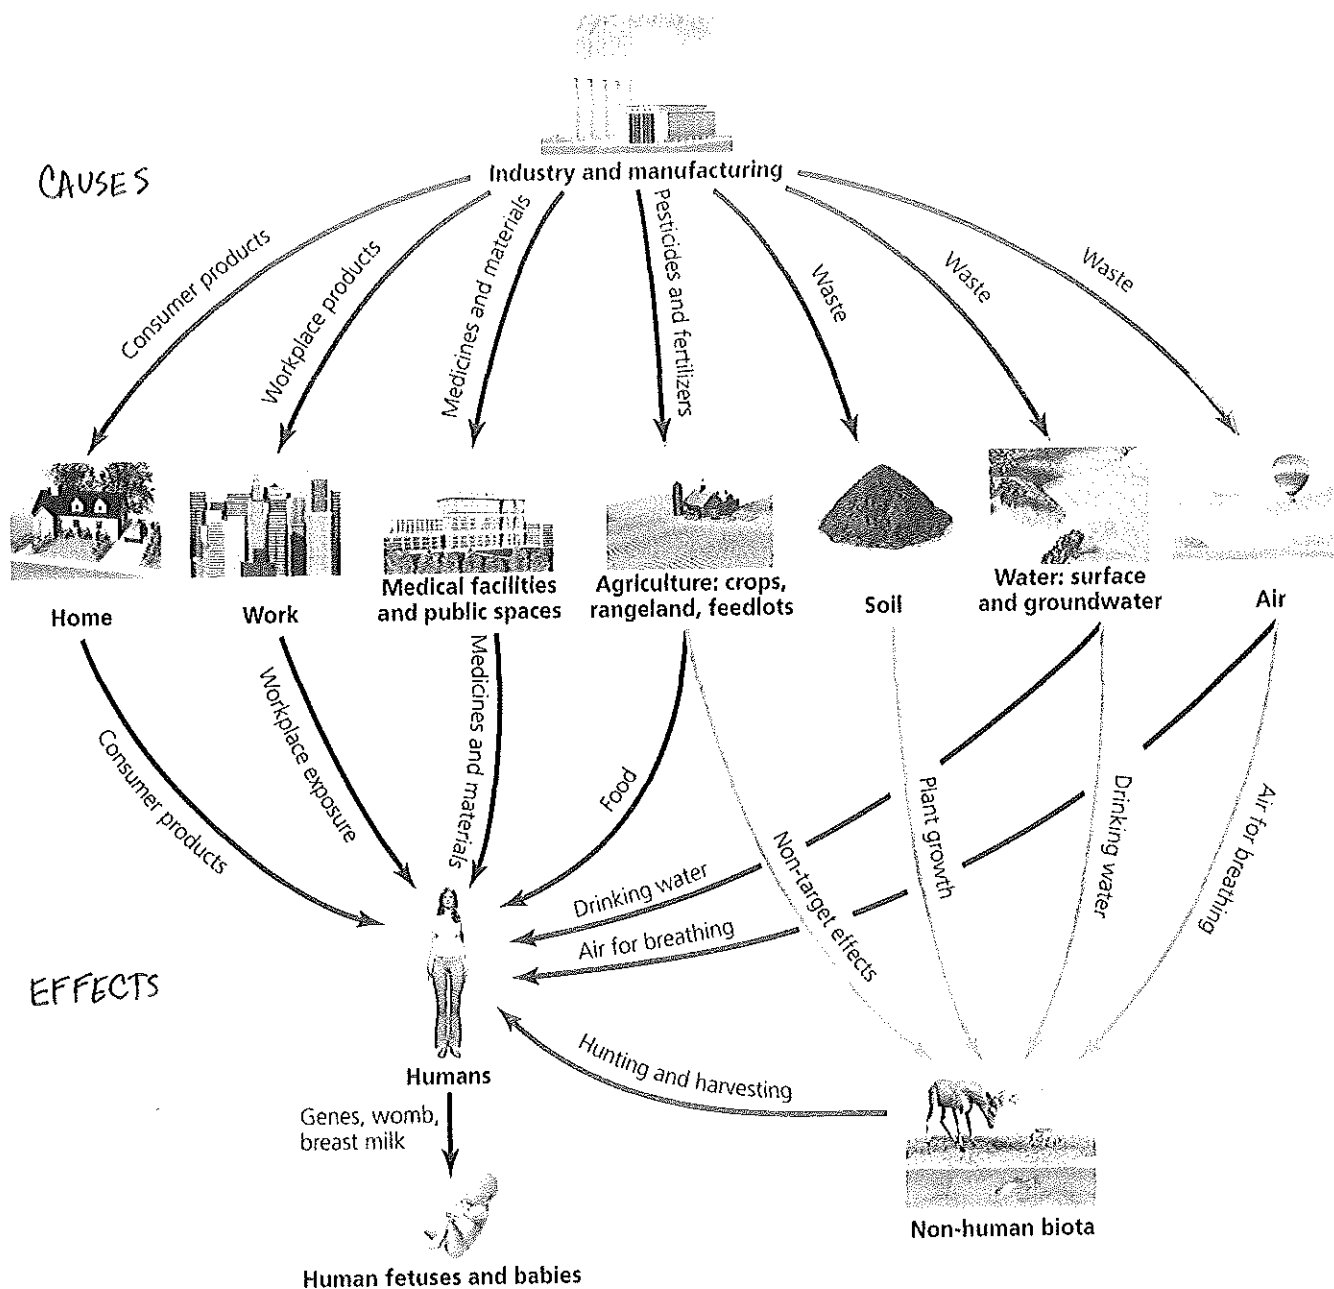 Industry and manufacturing
CAUSES
Consumer products
Workplace products
Medicines and materials
Pesticides and fertilizers
Waste
Waste
Waste
Home
Work
Medical facilities
and public spaces
Agriculture: crops,
rangeland, feedlots
Soil
Water: surface
and groundwater
Air
Consumer products
Workplace exposure
Medicines and materials
Food
Drinking water
Air for breathing
Non-target effects
Plant growth
Drinking water
Air for breathing
EFFECTS
Hunting and harvesting
Humans
Genes, womb,
breast milk
Non-human biota
Human fetuses and babies